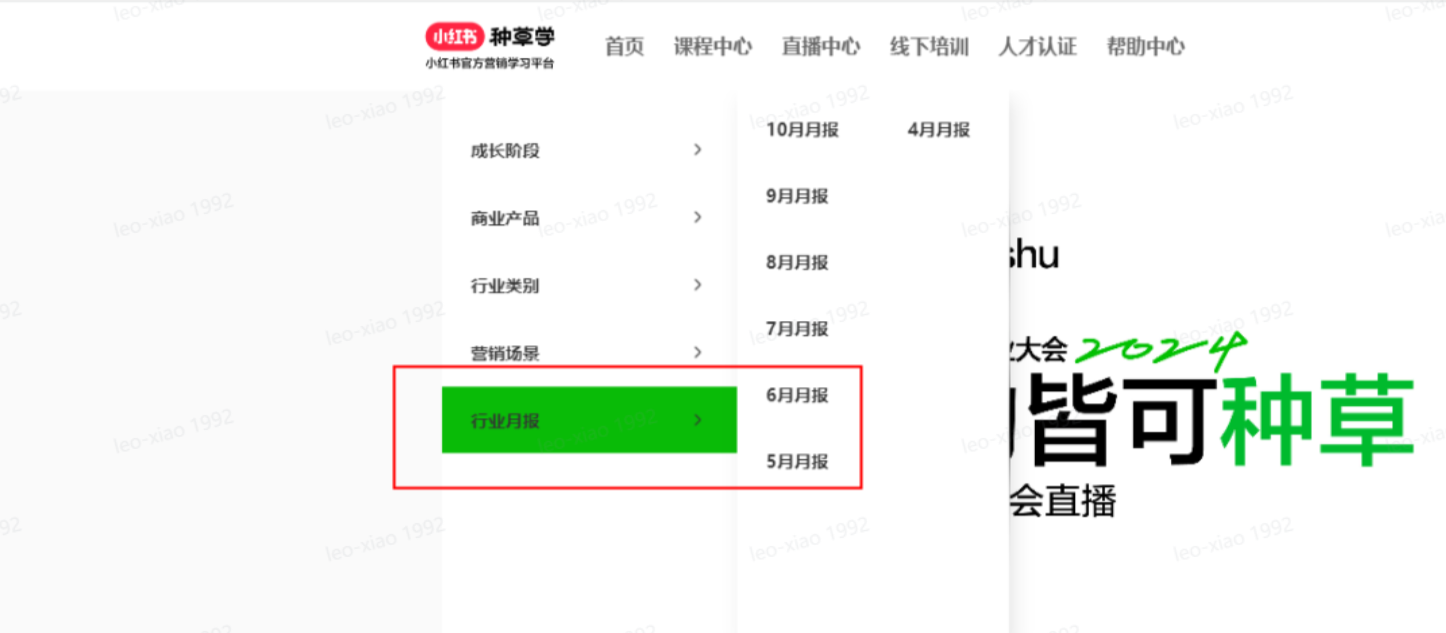 小红书 种草学
小红书官方营销学习平台
首页 课程中心 直播中心 线下培训 人才认证 帮助中心
成长阶段
商业产品
行业类别
营销场景
行业月报
10月月报 4月月报
9月月报
8月月报
7月月报
6月月报
5月月报
shu
业大会 2024
皆可种草
会直播
leo-xiao 1992